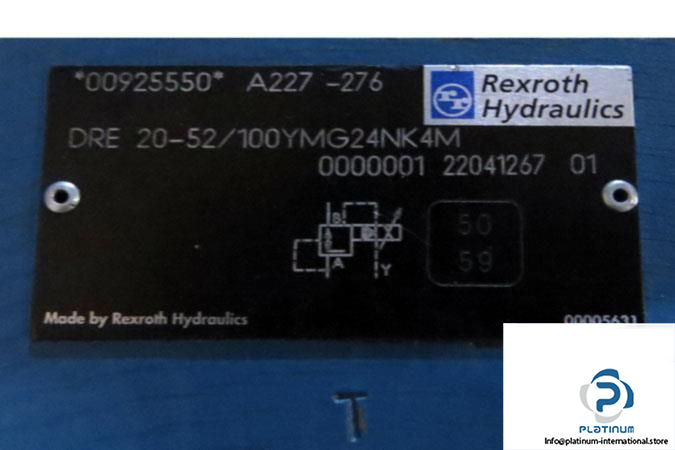 *00925550* A227 -276
Rexroth
Hydraulics
DRE 20-52/100YMG24NK4M
0000001 22041267 01
B
A
Y
50
59
Made by Rexroth Hydraulics
00005631
T
PLATINUM
Info@platinum-international.store